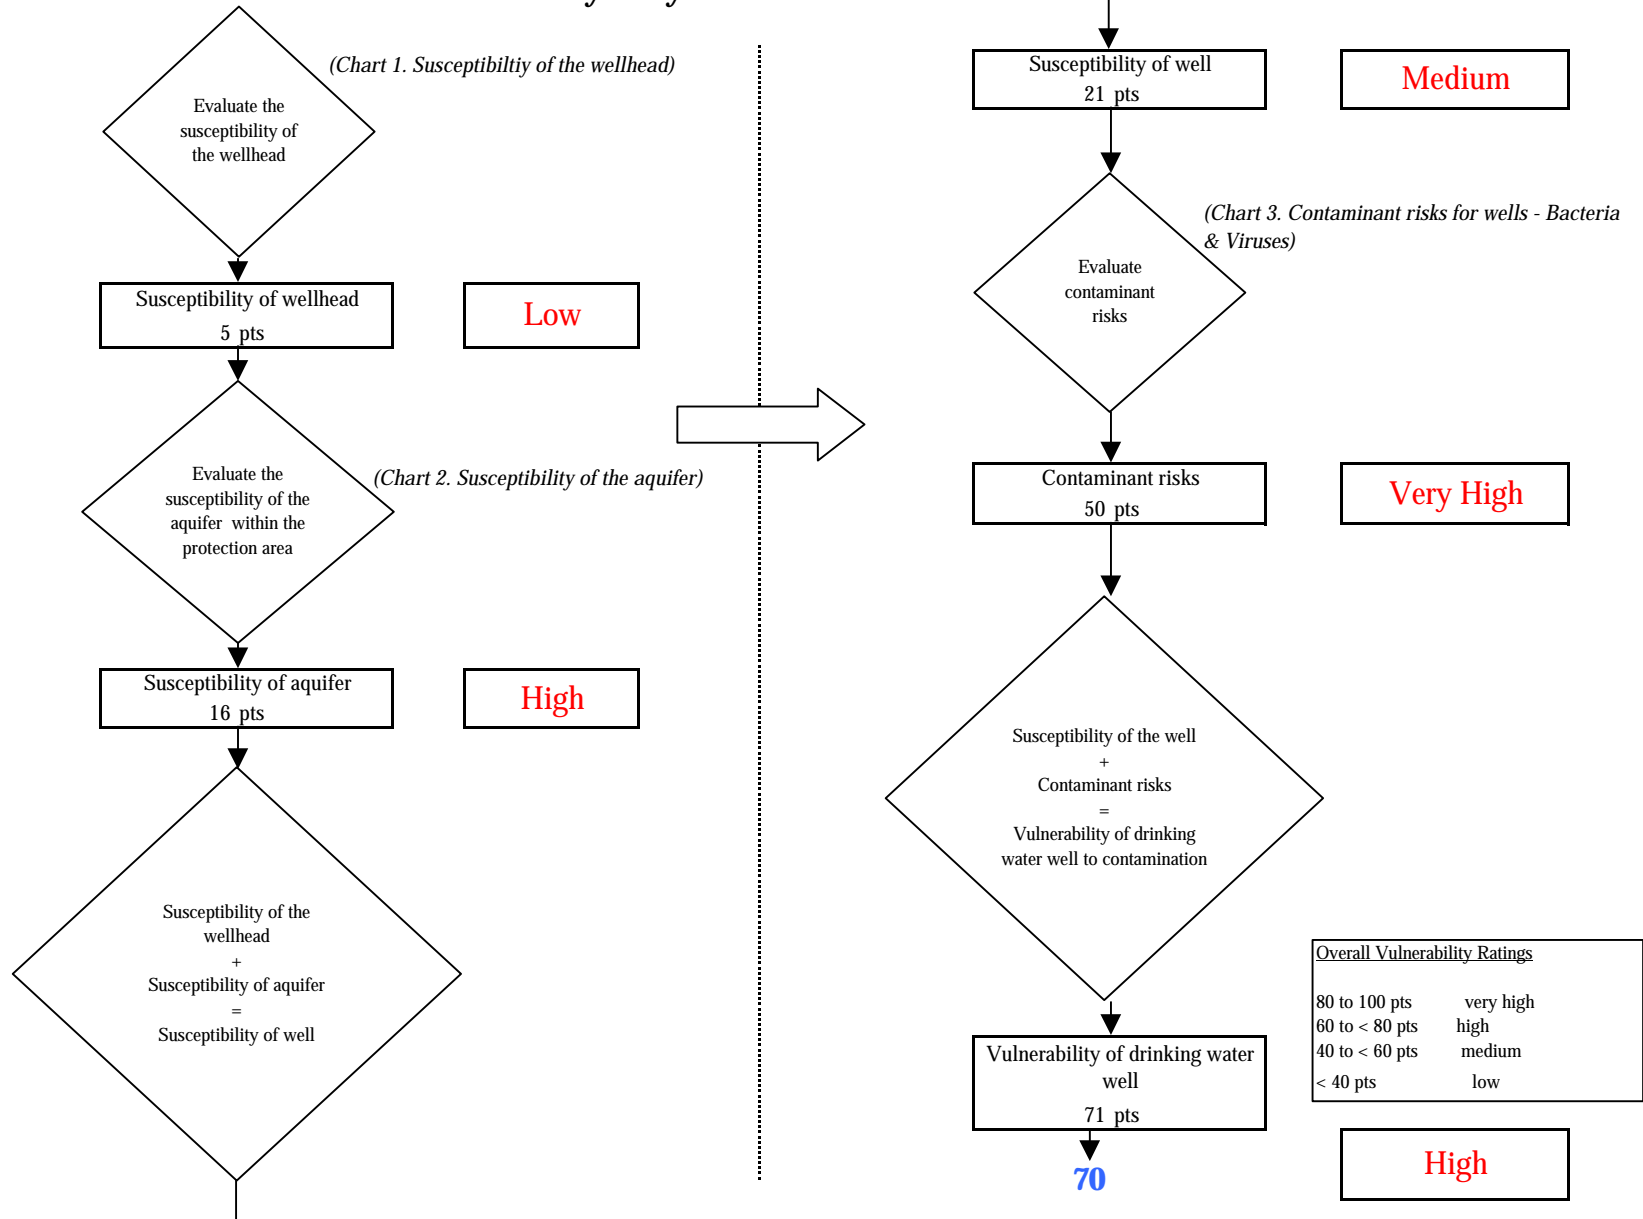 (Chart 1. Susceptibiltiy of the wellhead)
Evaluate the
susceptibility of
the wellhead
Susceptibility of wellhead
5 pts
Low
Evaluate the
susceptibility of the
aquifer within the
protection area
(Chart 2. Susceptibility of the aquifer)
Susceptibility of aquifer
16 pts
High
Susceptibility of the
wellhead
+
Susceptibility of aquifer
=
Susceptibility of well
Susceptibility of well
21 pts
Medium
(Chart 3. Contaminant risks for wells - Bacteria
& Viruses)
Evaluate
contaminant
risks
Contaminant risks
50 pts
Very High
Susceptibility of the well
+
Contaminant risks
=
Vulnerability of drinking
water well to contamination
Overall Vulnerability Ratings
80 to 100 pts very high
60 to < 80 pts high
40 to < 60 pts medium
< 40 pts low
Vulnerability of drinking water
well
71 pts
70
High